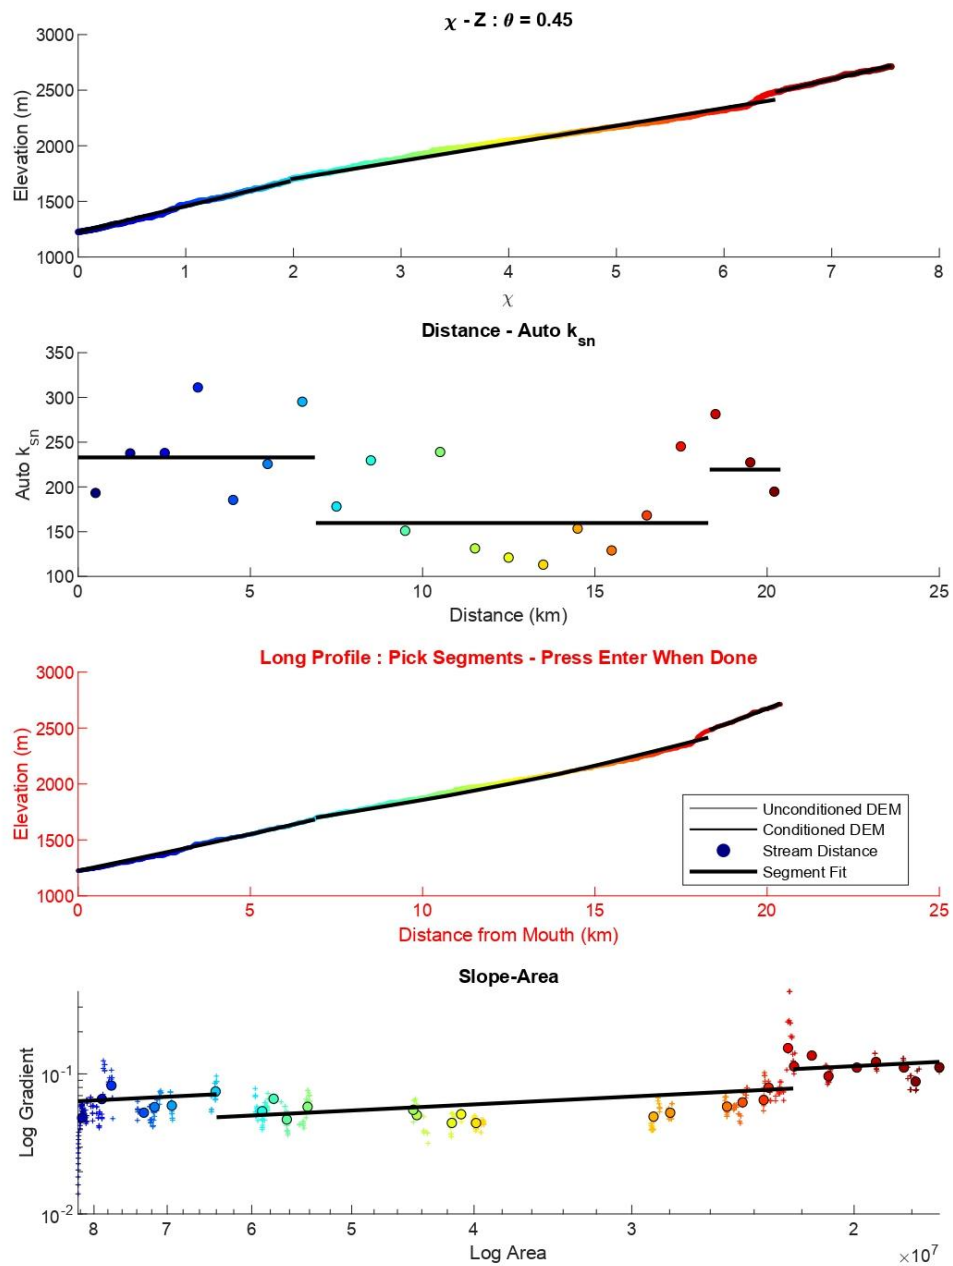 χ - Z : θ = 0.45
3000
2500
2000
1500
1000
Elevation (m)
0 1 2 3 4 5 6 7 8
χ
Distance - Auto k_sn
350
300
250
200
150
100
Auto k_sn
0 5 10 15 20 25
Distance (km)
Long Profile : Pick Segments - Press Enter When Done
3000
2500
2000
1500
1000
Elevation (m)
Unconditioned DEM
Conditioned DEM
Stream Distance
Segment Fit
0 5 10 15 20 25
Distance from Mouth (km)
Slope-Area
10^-1
10^-2
Log Gradient
8 7 6 5 4 3 2
Log Area
×10^7